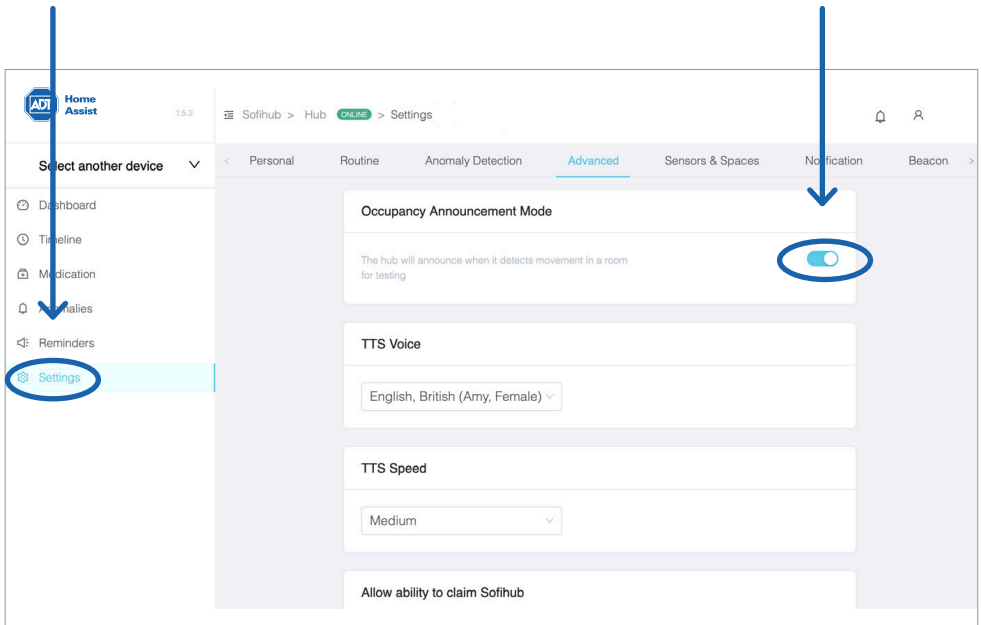 ADT
Home
Assist
1.5.2
Sofihub > Hub ONLINE > Settings
Select another device
< Personal Routine Anomaly Detection Advanced Sensors & Spaces Notification Beacon >
Dashboard
Timeline
Medication
Anomalies
Reminders
Settings
Occupancy Announcement Mode
The hub will announce when it detects movement in a room
for testing
TTS Voice
English, British (Amy, Female)
TTS Speed
Medium
Allow ability to claim Sofihub